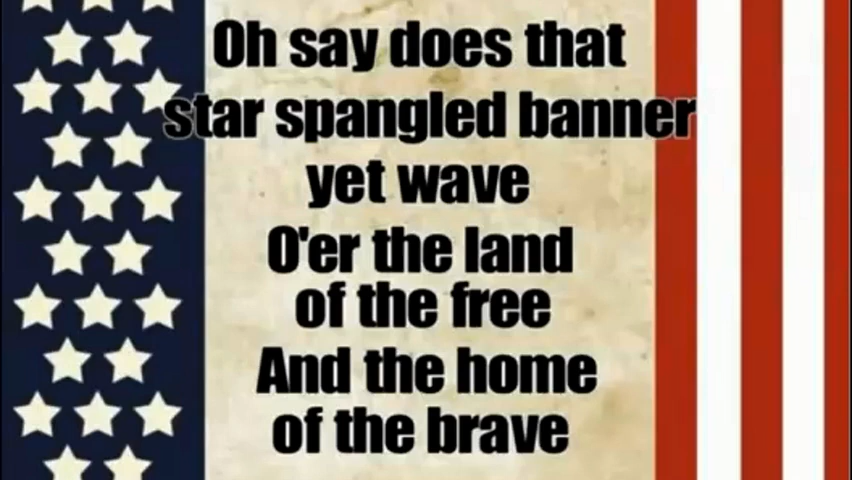 Oh say does that
star spangled banner
yet wave
O'er the land
of the free
And the home
of the brave